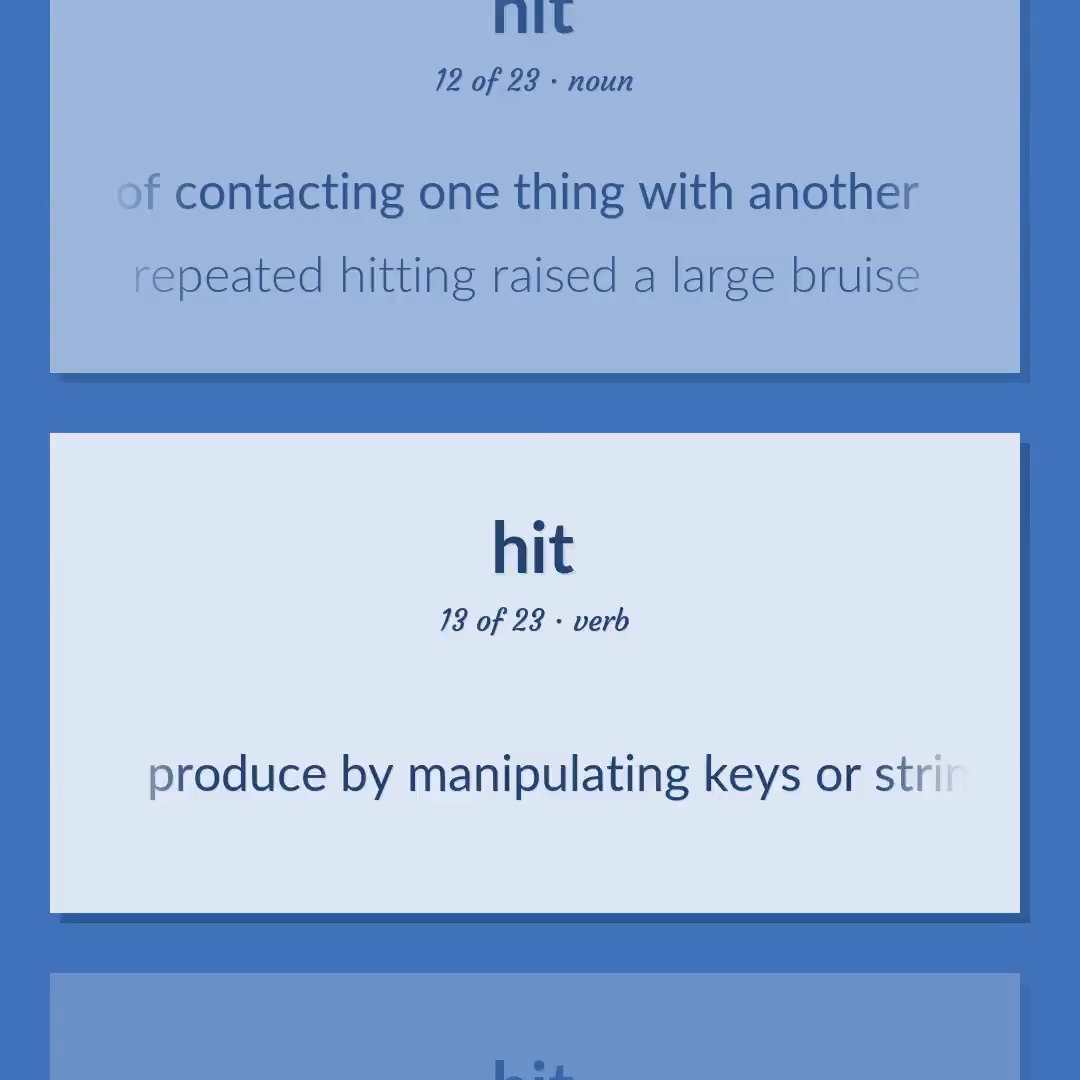 hit
12 of 23 · noun
of contacting one thing with another
repeated hitting raised a large bruise
hit
13 of 23 · verb
produce by manipulating keys or strin
hit